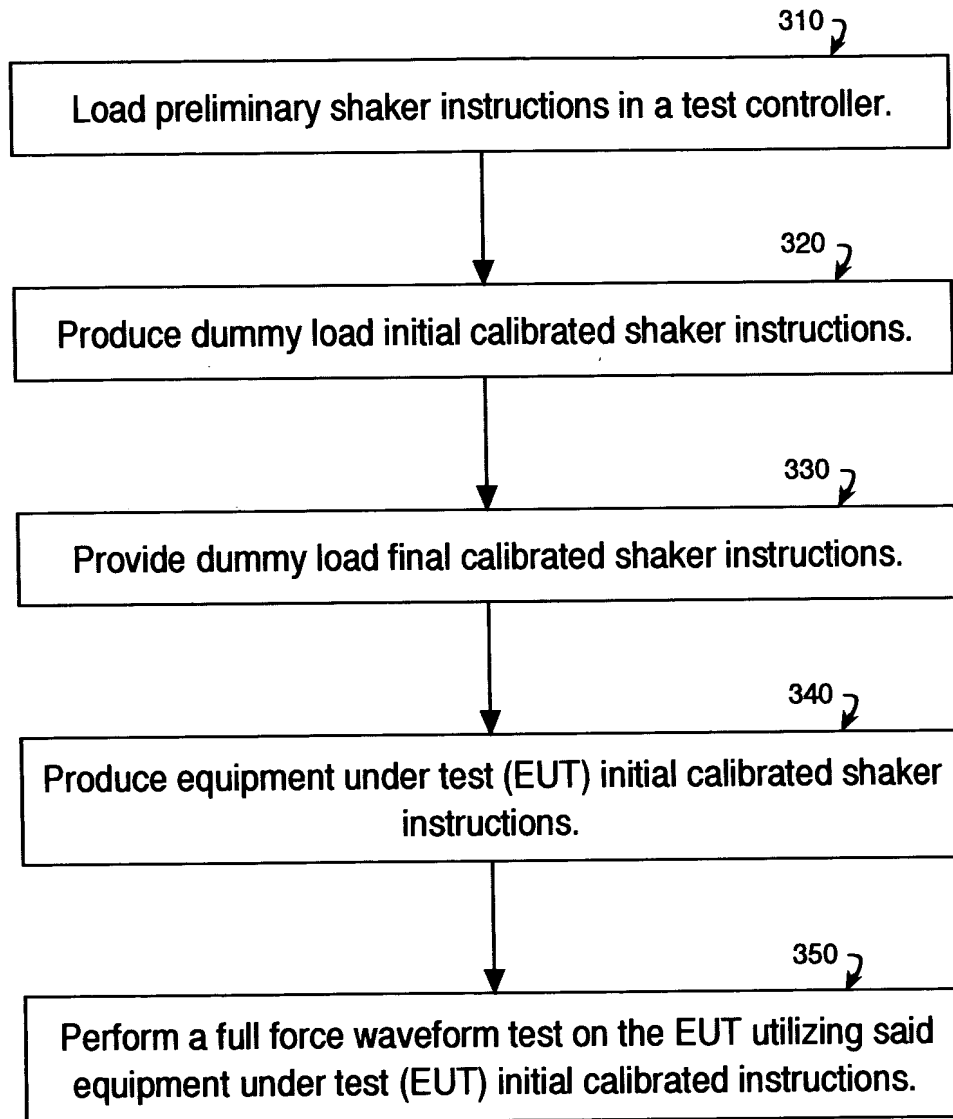 310
Load preliminary shaker instructions in a test controller.
320
Produce dummy load initial calibrated shaker instructions.
330
Provide dummy load final calibrated shaker instructions.
340
Produce equipment under test (EUT) initial calibrated shaker
instructions.
350
Perform a full force waveform test on the EUT utilizing said
equipment under test (EUT) initial calibrated instructions.